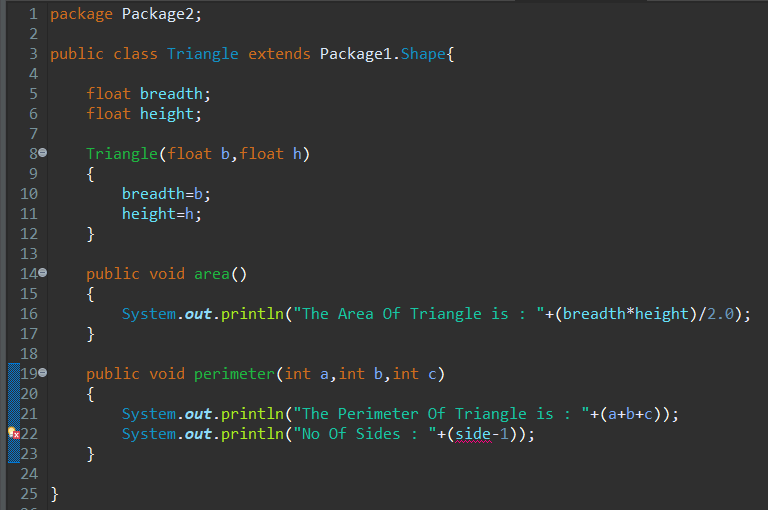 1 package Package2;
2
3 public class Triangle extends Package1.Shape{
4
5     float breadth;
6     float height;
7
8     Triangle(float b,float h)
9     {
10         breadth=b;
11         height=h;
12     }
13
14     public void area()
15     {
16         System.out.println("The Area Of Triangle is : "+(breadth*height)/2.0);
17     }
18
19     public void perimeter(int a,int b,int c)
20     {
21         System.out.println("The Perimeter Of Triangle is : "+(a+b+c));
22         System.out.println("No Of Sides : "+(side-1));
23     }
24
25 }